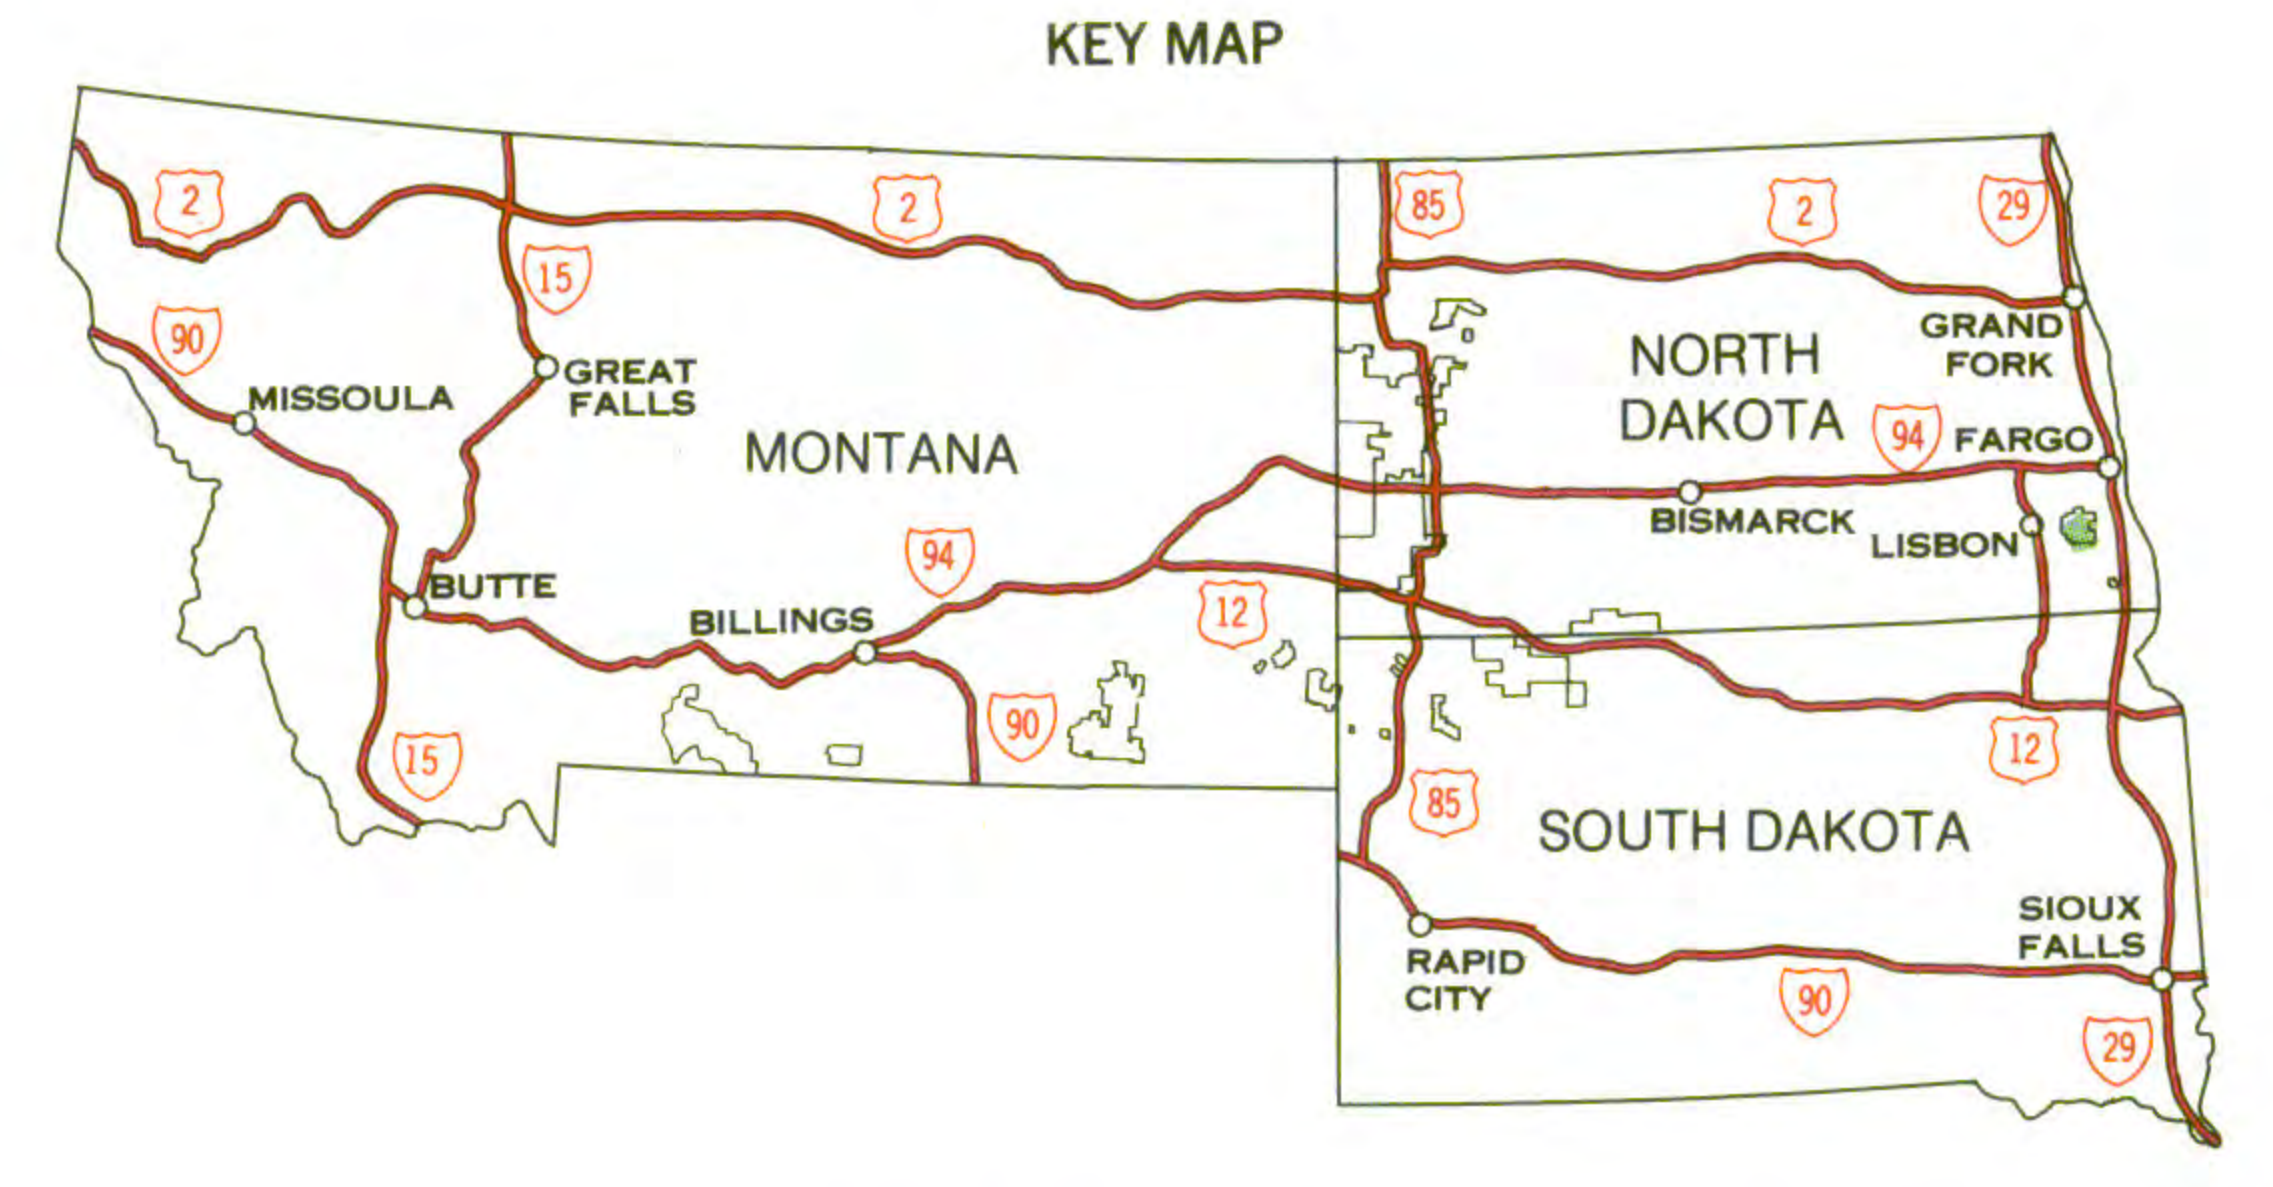 KEY MAP
2
2
85
2
29
15
90
GRAND
FORK
NORTH
DAKOTA
GREAT
FALLS
MISSOULA
94
FARGO
MONTANA
BISMARCK
LISBON
94
BUTTE
12
BILLINGS
90
15
12
85
SOUTH DAKOTA
SIOUX
FALLS
RAPID
CITY
90
29